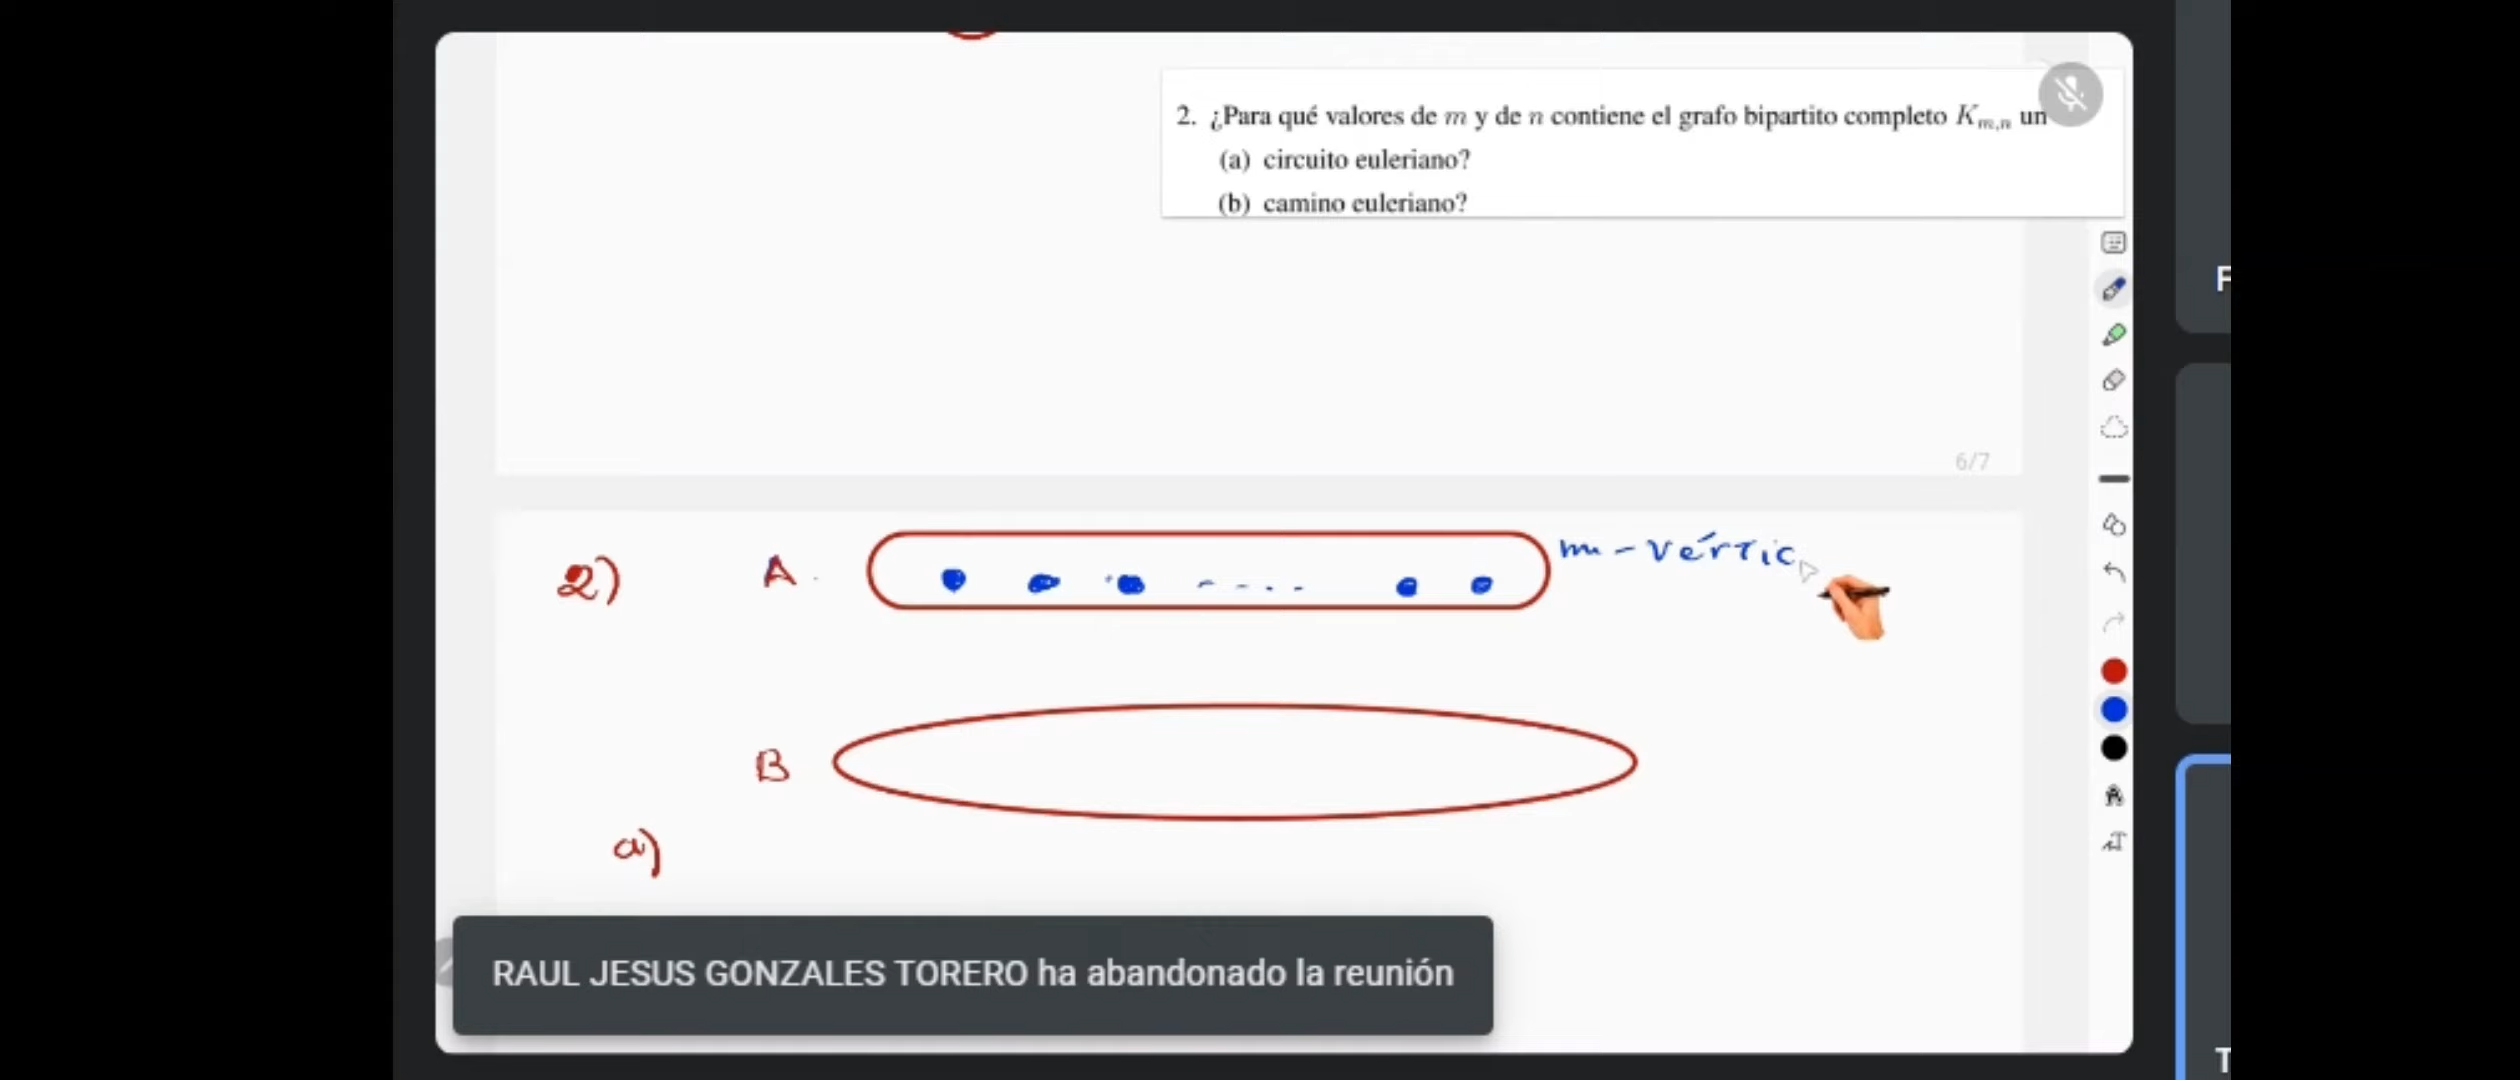 2. ¿Para qué valores de m y de n contiene el grafo bipartito completo Km,n un
(a) circuito euleriano?
(b) camino euleriano?
6/7
2)
A
m - vértic
B
a)
RAUL JESUS GONZALES TORERO ha abandonado la reunión